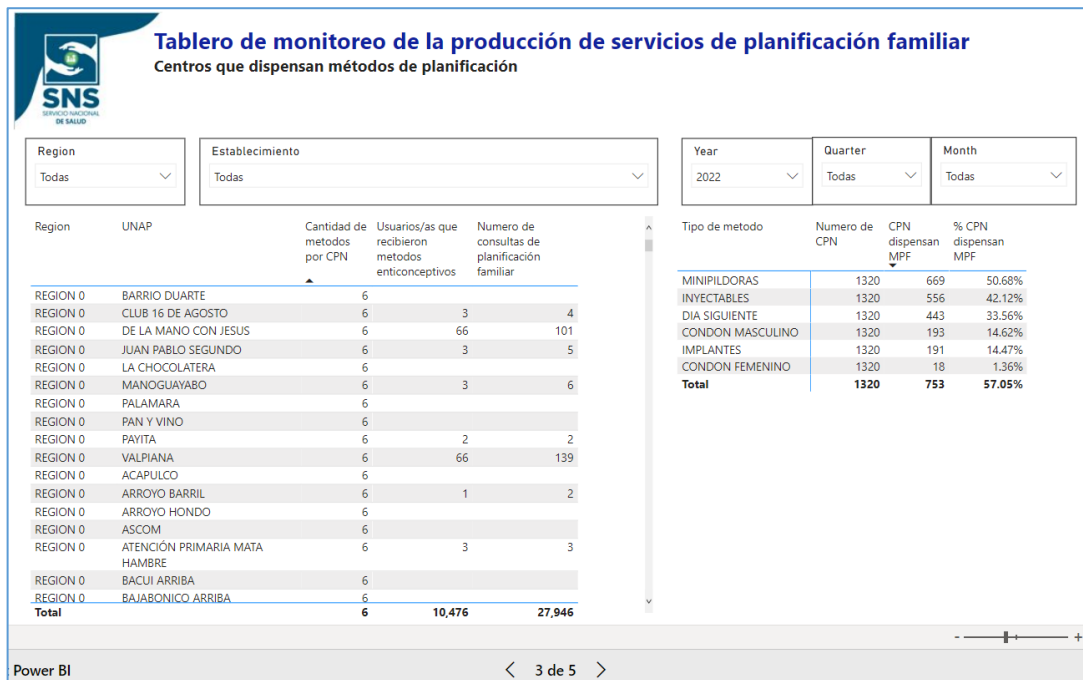 Tablero de monitoreo de la producción de servicios de planificación familiar
Centros que dispensan métodos de planificación
SNS
SERVICIO NACIONAL
DE SALUD
Region
Todas
Establecimiento
Todas
Year
2022
Quarter
Todas
Month
Todas
Region UNAP Cantidad de metodos por CPN Usuarios/as que recibieron metodos enticonceptivos Numero de consultas de planificación familiar
REGION 0 BARRIO DUARTE 6
REGION 0 CLUB 16 DE AGOSTO 6 3 4
REGION 0 DE LA MANO CON JESUS 6 66 101
REGION 0 JUAN PABLO SEGUNDO 6 3 5
REGION 0 LA CHOCOLATERA 6
REGION 0 MANOGUAYABO 6 3 6
REGION 0 PALAMARA 6
REGION 0 PAN Y VINO 6
REGION 0 PAYITA 6 2 2
REGION 0 VALPIANA 6 66 139
REGION 0 ACAPULCO 6
REGION 0 ARROYO BARRIL 6 1 2
REGION 0 ARROYO HONDO 6
REGION 0 ASCOM 6
REGION 0 ATENCIÓN PRIMARIA MATA HAMBRE 6 3 3
REGION 0 BACUI ARRIBA 6
REGION 0 BAJABONICO ARRIBA 6
Total 6 10,476 27,946
Tipo de metodo Numero de CPN CPN dispensan MPF % CPN dispensan MPF
MINIPILDORAS 1320 669 50.68%
INYECTABLES 1320 556 42.12%
DIA SIGUIENTE 1320 443 33.56%
CONDON MASCULINO 1320 193 14.62%
IMPLANTES 1320 191 14.47%
CONDON FEMENINO 1320 18 1.36%
Total 1320 753 57.05%
- +
Power BI
< 3 de 5 >